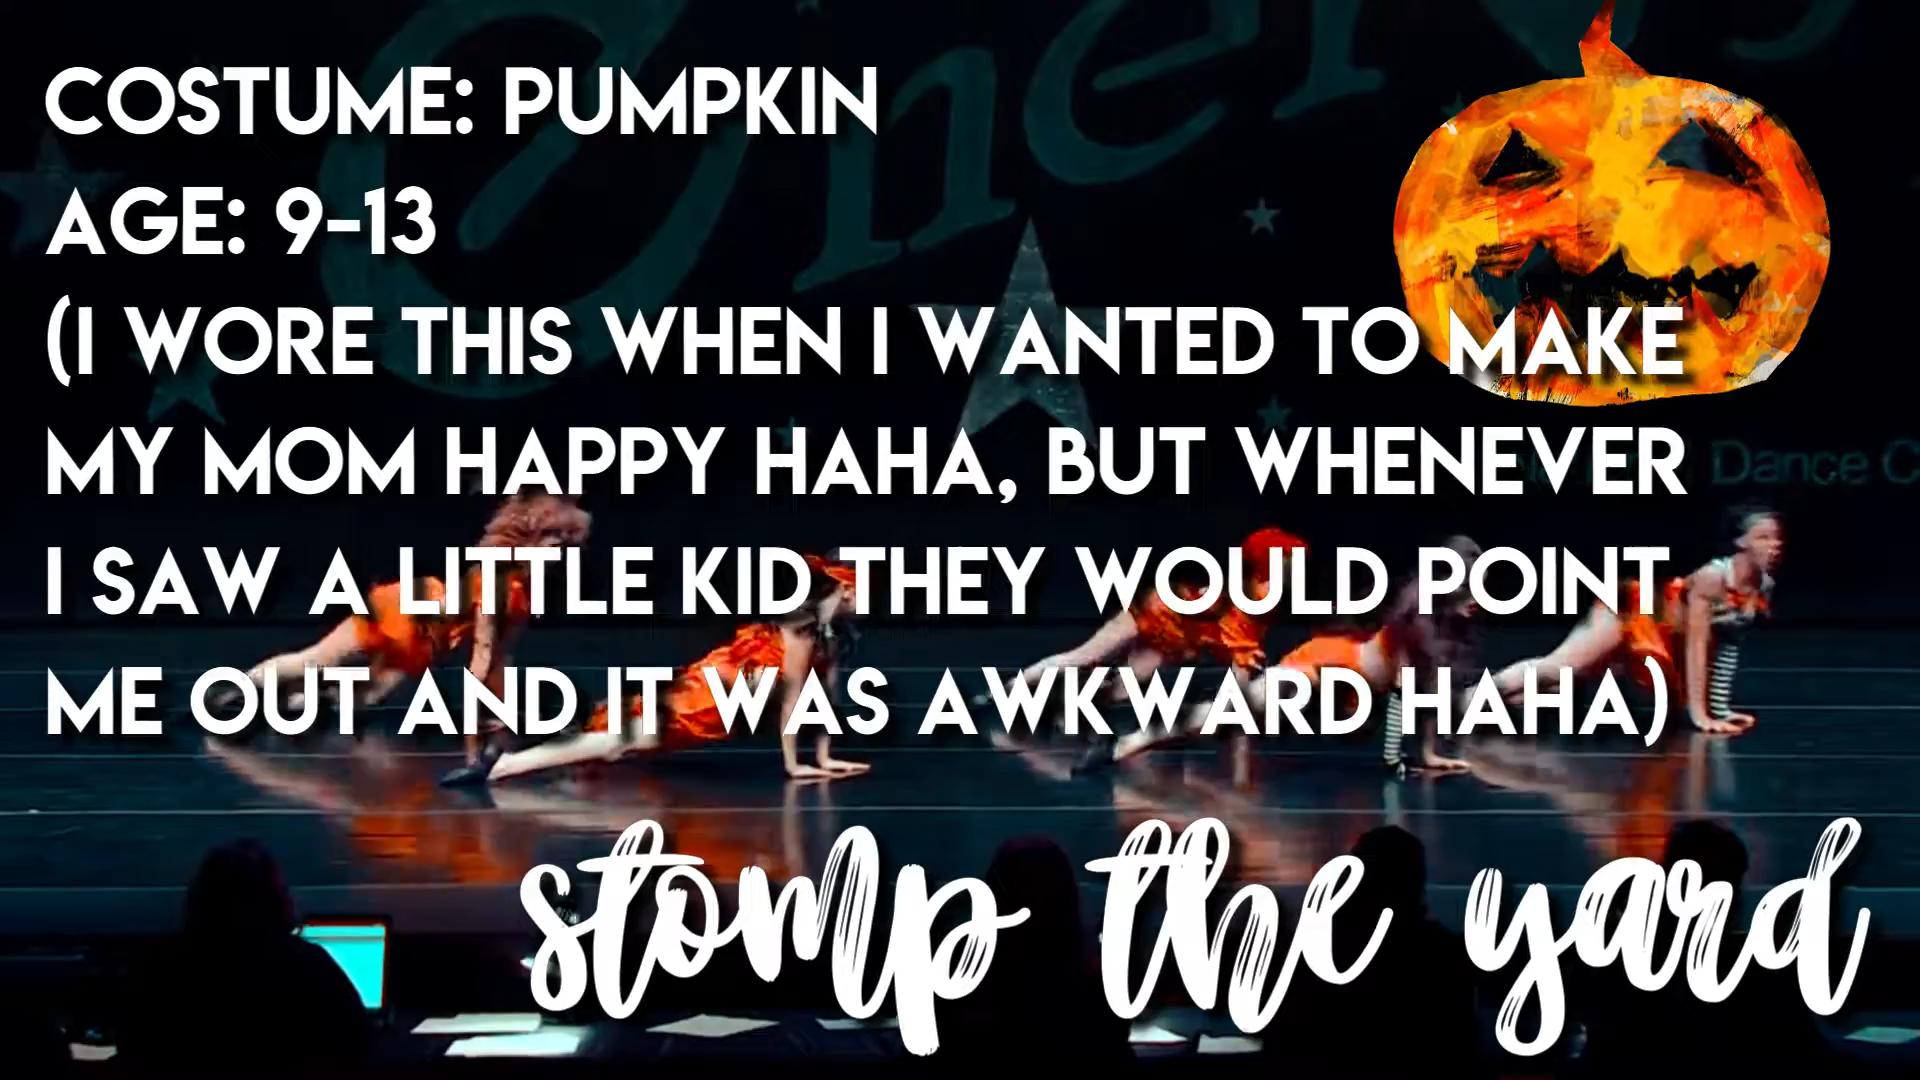 COSTUME: PUMPKIN
AGE: 9-13
(I WORE THIS WHEN I WANTED TO MAKE
MY MOM HAPPY HAHA, BUT WHENEVER
I SAW A LITTLE KID THEY WOULD POINT
ME OUT AND IT WAS AWKWARD HAHA)
Dance
stomp the yard